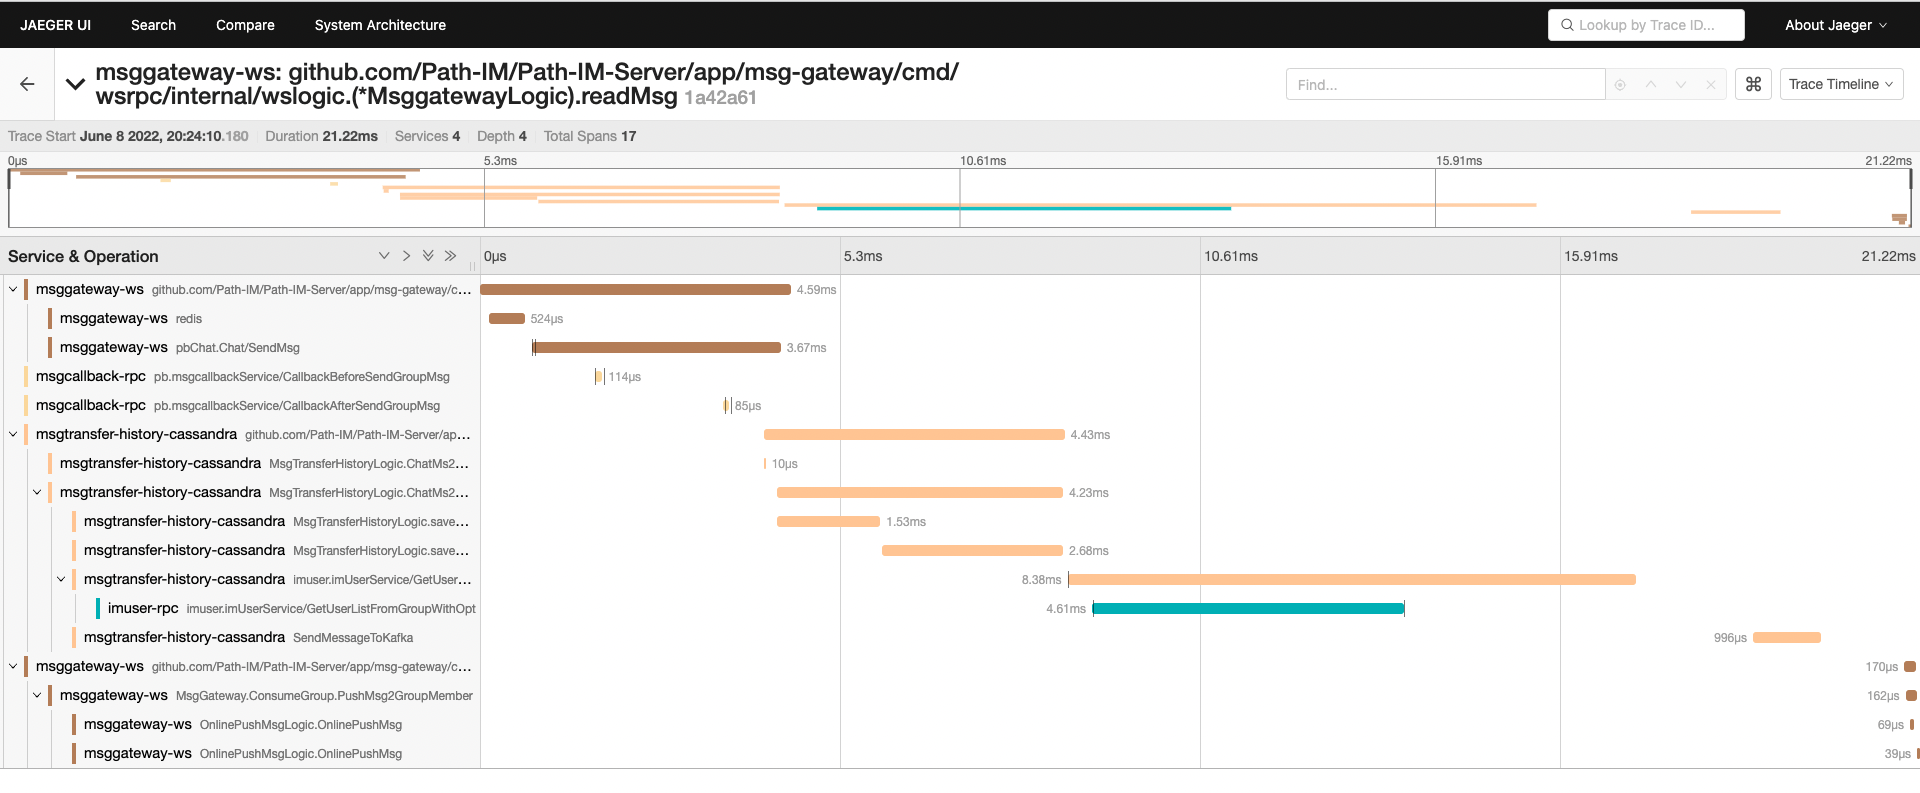 JAEGER UI Search Compare System Architecture Lookup by Trace ID... About Jaeger
msggateway-ws: github.com/Path-IM/Path-IM-Server/app/msg-gateway/cmd/
wsrpc/internal/wslogic.(*MsggatewayLogic).readMsg 1a42a61
Find...
Trace Timeline
Trace Start June 8 2022, 20:24:10.180 Duration 21.22ms Services 4 Depth 4 Total Spans 17
0μs 5.3ms 10.61ms 15.91ms 21.22ms
Service & Operation 0μs 5.3ms 10.61ms 15.91ms 21.22ms
msggateway-ws github.com/Path-IM/Path-IM-Server/app/msg-gateway/c... 4.59ms
msggateway-ws redis 524μs
msggateway-ws pbChat.Chat/SendMsg 3.67ms
msgcallback-rpc pb.msgcallbackService/CallbackBeforeSendGroupMsg 114μs
msgcallback-rpc pb.msgcallbackService/CallbackAfterSendGroupMsg 85μs
msgtransfer-history-cassandra github.com/Path-IM/Path-IM-Server/ap... 4.43ms
msgtransfer-history-cassandra MsgTransferHistoryLogic.ChatMs2... 10μs
msgtransfer-history-cassandra MsgTransferHistoryLogic.ChatMs2... 4.23ms
msgtransfer-history-cassandra MsgTransferHistoryLogic.save... 1.53ms
msgtransfer-history-cassandra MsgTransferHistoryLogic.save... 2.68ms
msgtransfer-history-cassandra imuser.imUserService/GetUser... 8.38ms
imuser-rpc imuser.imUserService/GetUserListFromGroupWithOpt 4.61ms
msgtransfer-history-cassandra SendMessageToKafka 996μs
msggateway-ws github.com/Path-IM/Path-IM-Server/app/msg-gateway/c... 170μs
msggateway-ws MsgGateway.ConsumeGroup.PushMsg2GroupMember 162μs
msggateway-ws OnlinePushMsgLogic.OnlinePushMsg 69μs
msggateway-ws OnlinePushMsgLogic.OnlinePushMsg 39μs